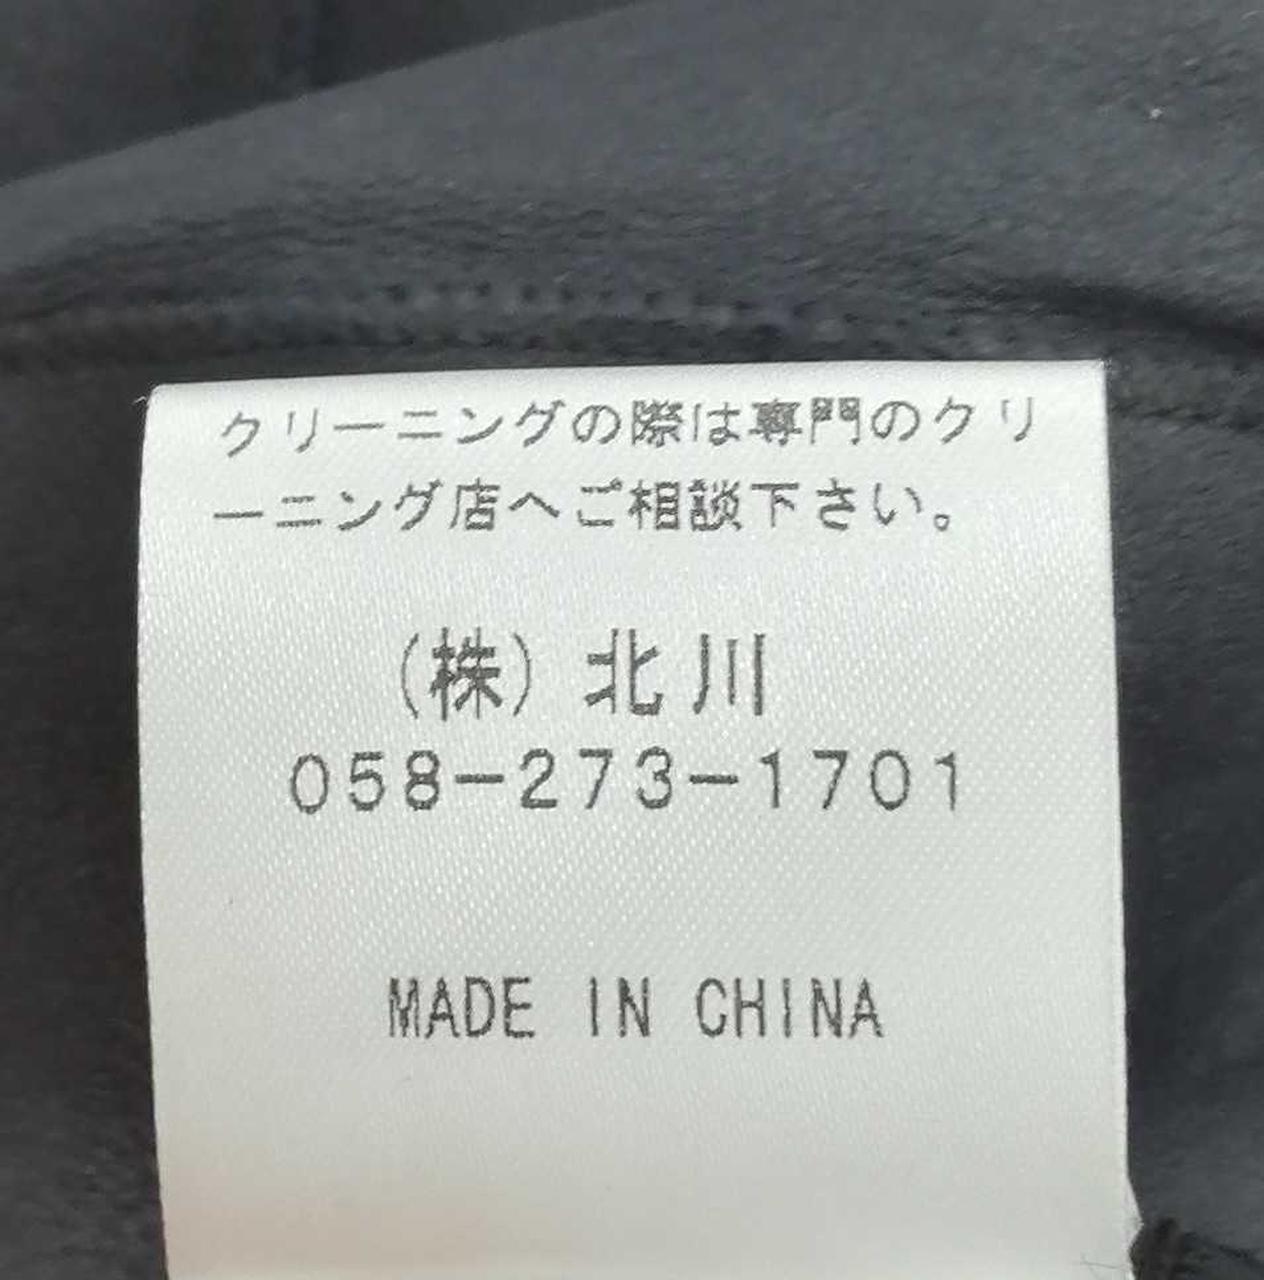 クリーニングの際は専門のクリ
ーニング店へご相談下さい。
(株) 北川
058-273-1701
MADE IN CHINA